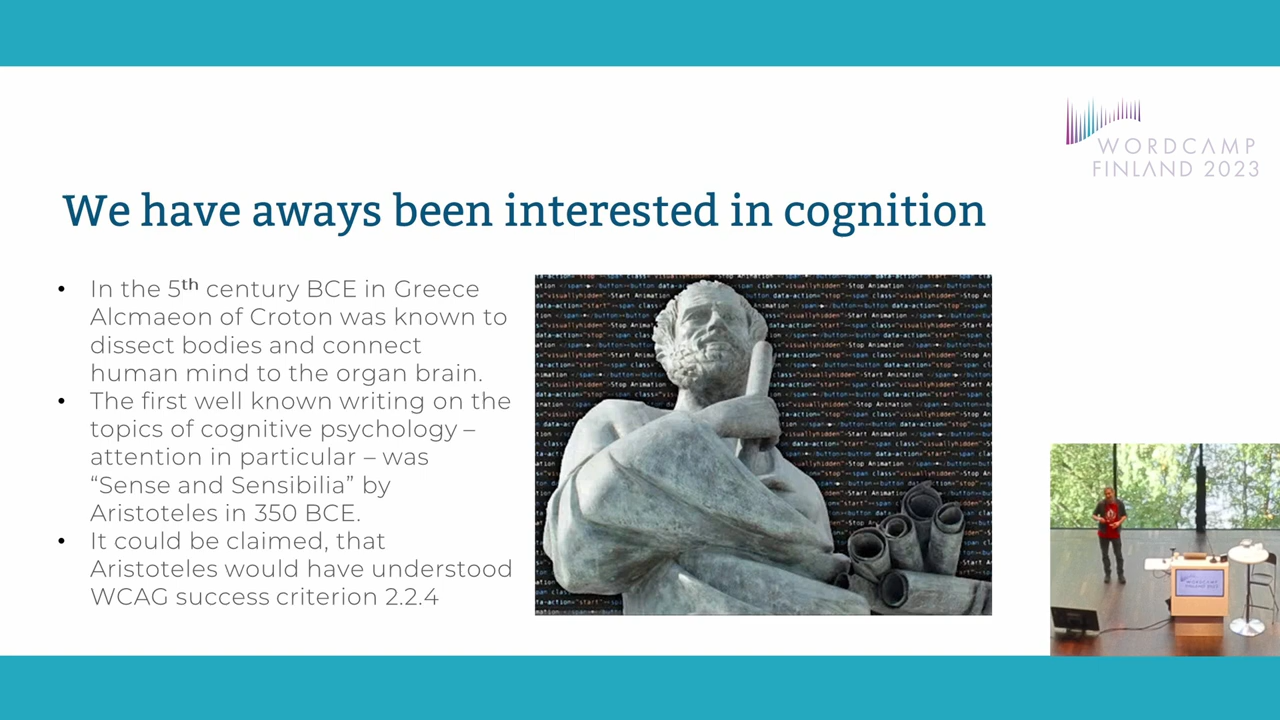 WORDCAMP
FINLAND 2023
We have aways been interested in cognition
• In the 5th century BCE in Greece
Alcmaeon of Croton was known to
dissect bodies and connect
human mind to the organ brain.
• The first well known writing on the
topics of cognitive psychology –
attention in particular – was
“Sense and Sensibilia” by
Aristoteles in 350 BCE.
• It could be claimed, that
Aristoteles would have understood
WCAG success criterion 2.2.4
WORDCAMP
FINLAND 2023